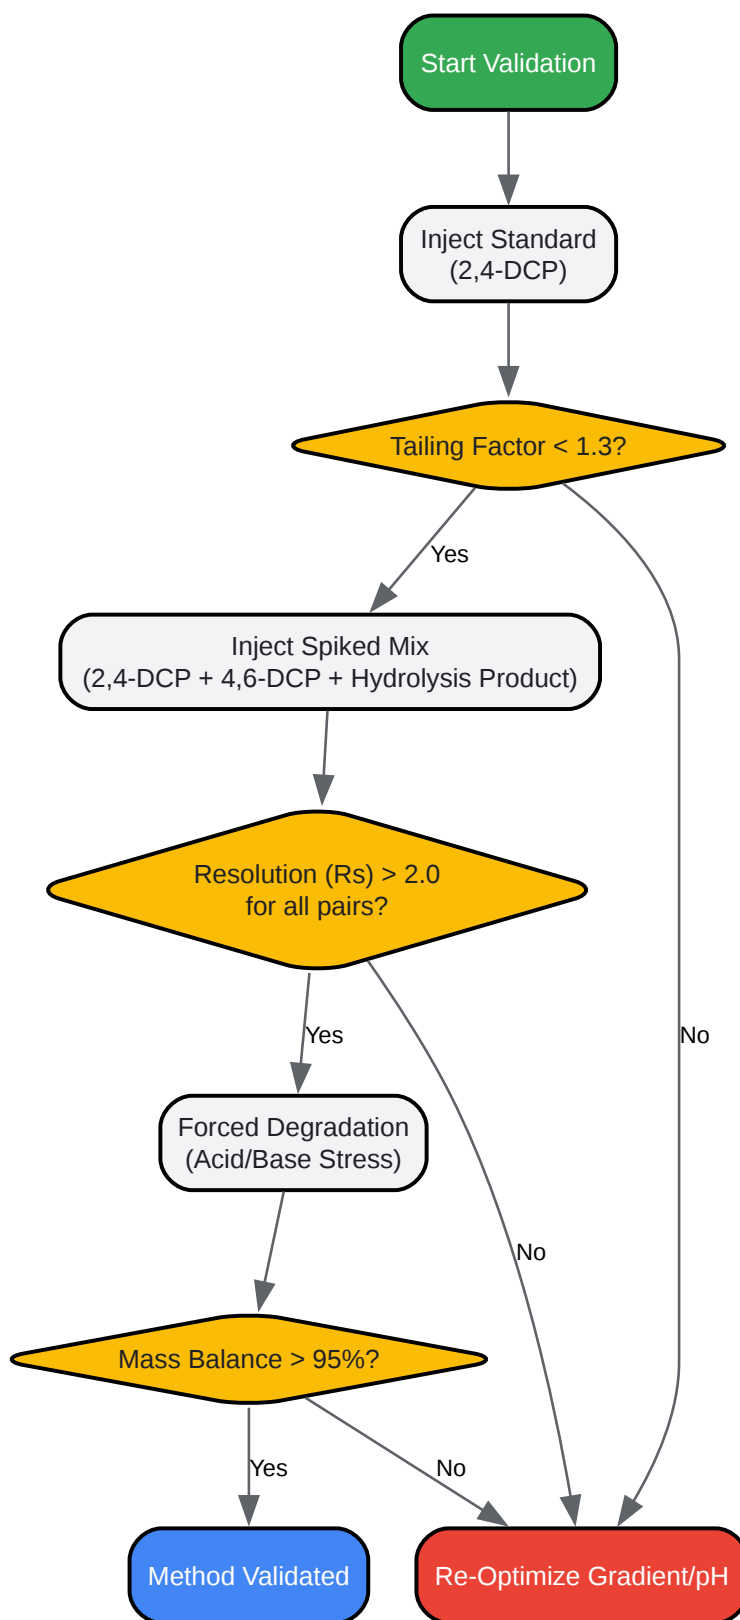 Start Validation
Inject Standard
(2,4-DCP)
Tailing Factor < 1.3?
Yes
Inject Spiked Mix
(2,4-DCP + 4,6-DCP + Hydrolysis Product)
Resolution (Rs) > 2.0
for all pairs?
Yes
No
Forced Degradation
(Acid/Base Stress)
No
Mass Balance > 95%?
Yes
No
Method Validated
Re-Optimize Gradient/pH